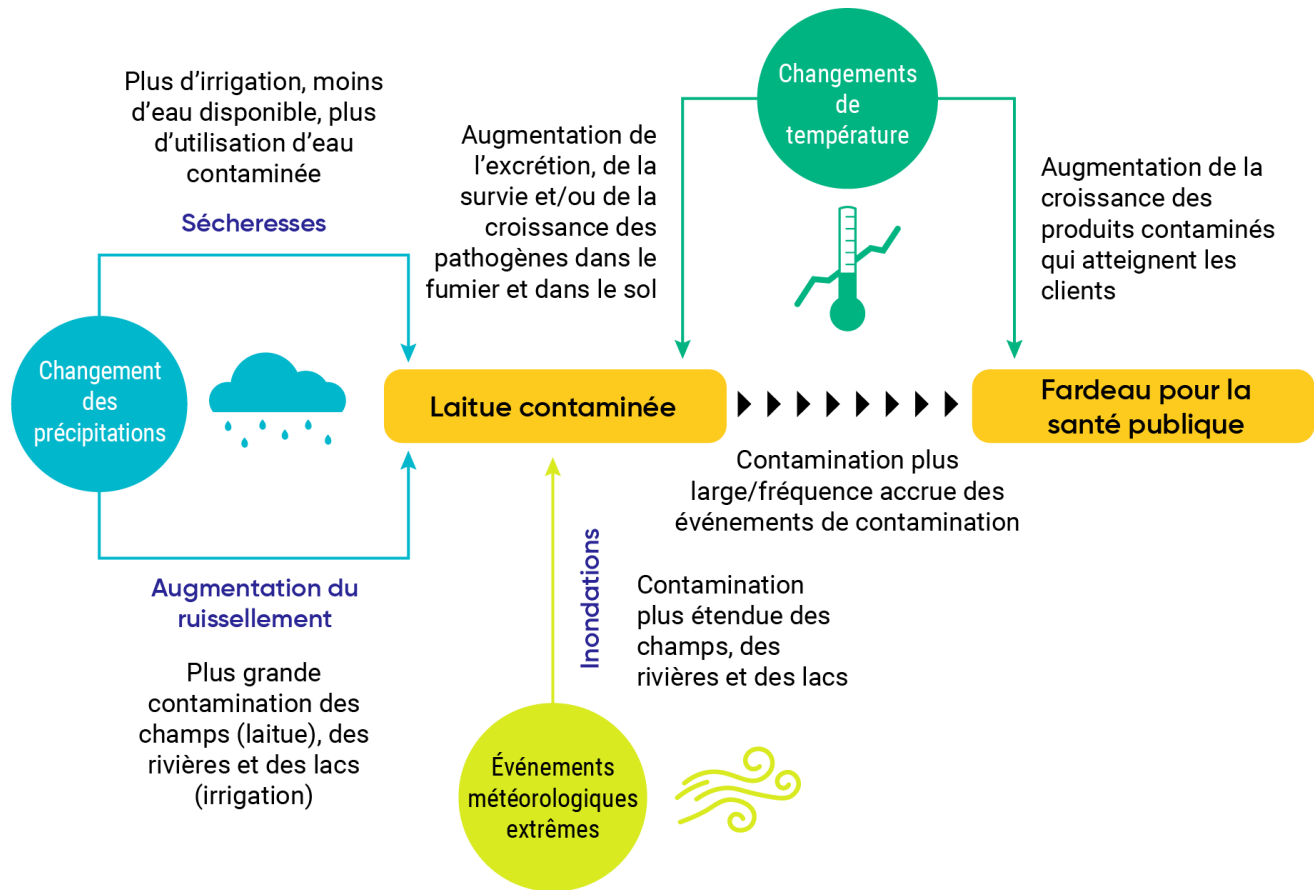 Plus d’irrigation, moins
d’eau disponible, plus
d’utilisation d’eau
contaminée
Sécheresses
Changement
des
précipitations
Augmentation du
ruissellement
Plus grande
contamination des
champs (laitue), des
rivières et des lacs
(irrigation)
Changements
de
température
Augmentation de
l’excrétion, de la
survie et/ou de la
croissance des
pathogènes dans le
fumier et dans le sol
Augmentation de la
croissance des
produits contaminés
qui atteignent les
clients
Laitue contaminée
Fardeau pour la
santé publique
Contamination plus
large/fréquence accrue des
événements de contamination
Inondations
Contamination
plus étendue des
champs, des
rivières et des lacs
Événements
météorologiques
extrêmes